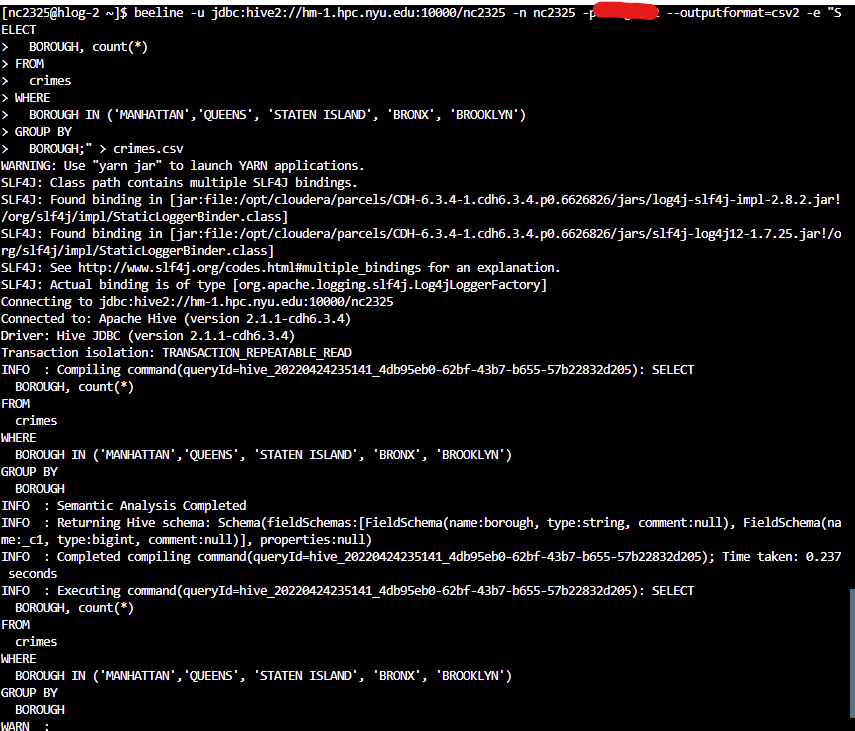 [nc2325@hlog-2 ~]$ beeline -u jdbc:hive2://hm-1.hpc.nyu.edu:10000/nc2325 -n nc2325 -p --outputformat=csv2 -e "S
ELECT
>   BOROUGH, count(*)
> FROM
>   crimes
> WHERE
>   BOROUGH IN ('MANHATTAN','QUEENS', 'STATEN ISLAND', 'BRONX', 'BROOKLYN')
> GROUP BY
>   BOROUGH;" > crimes.csv
WARNING: Use "yarn jar" to launch YARN applications.
SLF4J: Class path contains multiple SLF4J bindings.
SLF4J: Found binding in [jar:file:/opt/cloudera/parcels/CDH-6.3.4-1.cdh6.3.4.p0.6626826/jars/log4j-slf4j-impl-2.8.2.jar!
/org/slf4j/impl/StaticLoggerBinder.class]
SLF4J: Found binding in [jar:file:/opt/cloudera/parcels/CDH-6.3.4-1.cdh6.3.4.p0.6626826/jars/slf4j-log4j12-1.7.25.jar!/o
rg/slf4j/impl/StaticLoggerBinder.class]
SLF4J: See http://www.slf4j.org/codes.html#multiple_bindings for an explanation.
SLF4J: Actual binding is of type [org.apache.logging.slf4j.Log4jLoggerFactory]
Connecting to jdbc:hive2://hm-1.hpc.nyu.edu:10000/nc2325
Connected to: Apache Hive (version 2.1.1-cdh6.3.4)
Driver: Hive JDBC (version 2.1.1-cdh6.3.4)
Transaction isolation: TRANSACTION_REPEATABLE_READ
INFO  : Compiling command(queryId=hive_20220424235141_4db95eb0-62bf-43b7-b655-57b22832d205): SELECT
  BOROUGH, count(*)
FROM
  crimes
WHERE
  BOROUGH IN ('MANHATTAN','QUEENS', 'STATEN ISLAND', 'BRONX', 'BROOKLYN')
GROUP BY
  BOROUGH
INFO  : Semantic Analysis Completed
INFO  : Returning Hive schema: Schema(fieldSchemas:[FieldSchema(name:borough, type:string, comment:null), FieldSchema(na
me:_c1, type:bigint, comment:null)], properties:null)
INFO  : Completed compiling command(queryId=hive_20220424235141_4db95eb0-62bf-43b7-b655-57b22832d205); Time taken: 0.237
 seconds
INFO  : Executing command(queryId=hive_20220424235141_4db95eb0-62bf-43b7-b655-57b22832d205): SELECT
  BOROUGH, count(*)
FROM
  crimes
WHERE
  BOROUGH IN ('MANHATTAN','QUEENS', 'STATEN ISLAND', 'BRONX', 'BROOKLYN')
GROUP BY
  BOROUGH
WARN  :